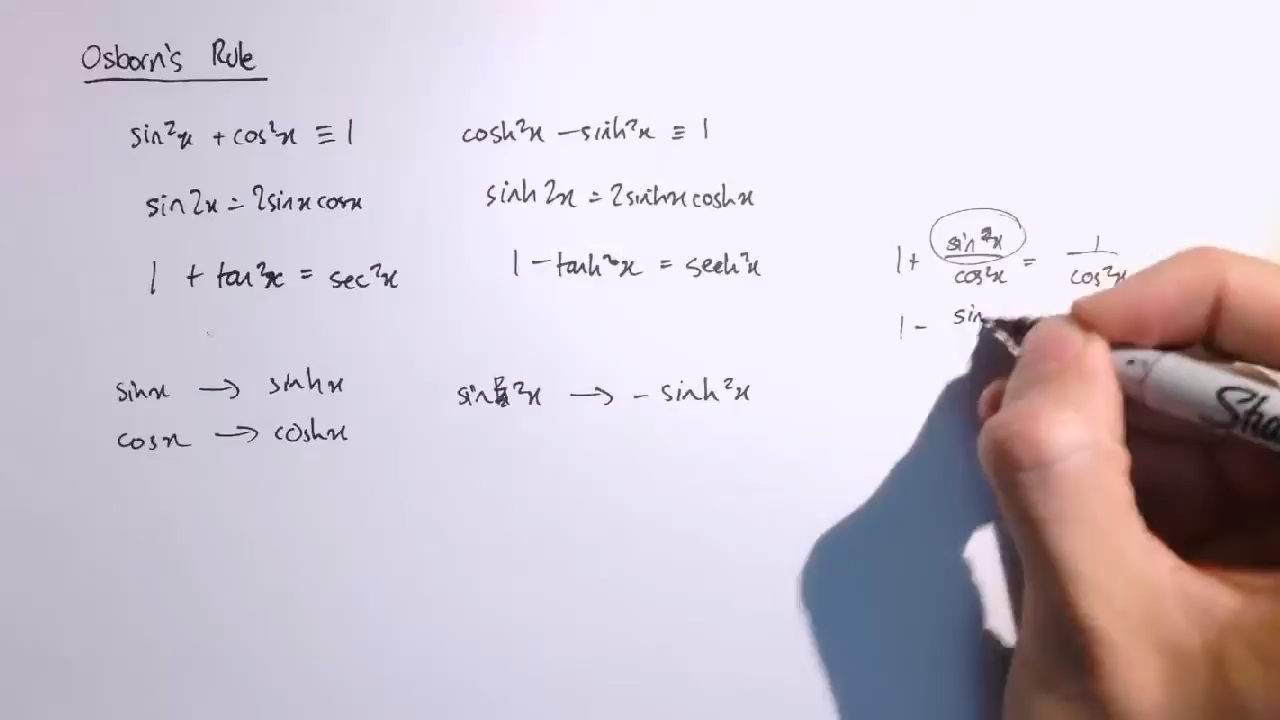 Osborn's Rule
sin²x + cos²x ≡ 1
cosh²x − sinh²x ≡ 1
sin2x = 2sinx cosx
sinh2x = 2sinhx coshx
1 + tan²x = sec²x
1 − tanh²x = sech²x
1 + sin²x/cos²x = 1/cos²x
1 − sin
sinx → sinhx
sin²x → − sinh²x
cosx → coshx
Sha